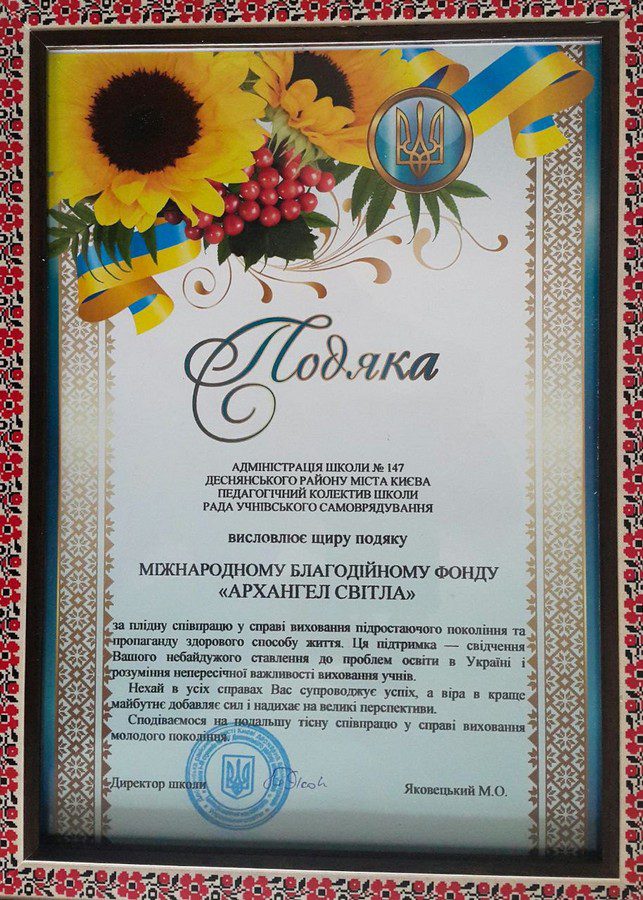 Подяка
АДМІНІСТРАЦІЯ ШКОЛИ № 147
ДЕСНЯНСЬКОГО РАЙОНУ МІСТА КИЄВА
ПЕДАГОГІЧНИЙ КОЛЕКТИВ ШКОЛИ
РАДА УЧНІВСЬКОГО САМОВРЯДУВАННЯ
висловлює щиру подяку
МІЖНАРОДНОМУ БЛАГОДІЙНОМУ ФОНДУ
«АРХАНГЕЛ СВІТЛА»
за плідну співпрацю у справі виховання підростаючого покоління та
пропаганду здорового способу життя. Ця підтримка — свідчення
Вашого небайдужого ставлення до проблем освіти в Україні і
розуміння непересічної важливості виховання учнів.
Нехай в усіх справах Вас супроводжує успіх, а віра в краще
майбутнє добавляє сил і надихає на великі перспективи.
Сподіваємося на подальшу тісну співпрацю у справі виховання
молодого покоління.
Директор школи
Яковецький М.О.